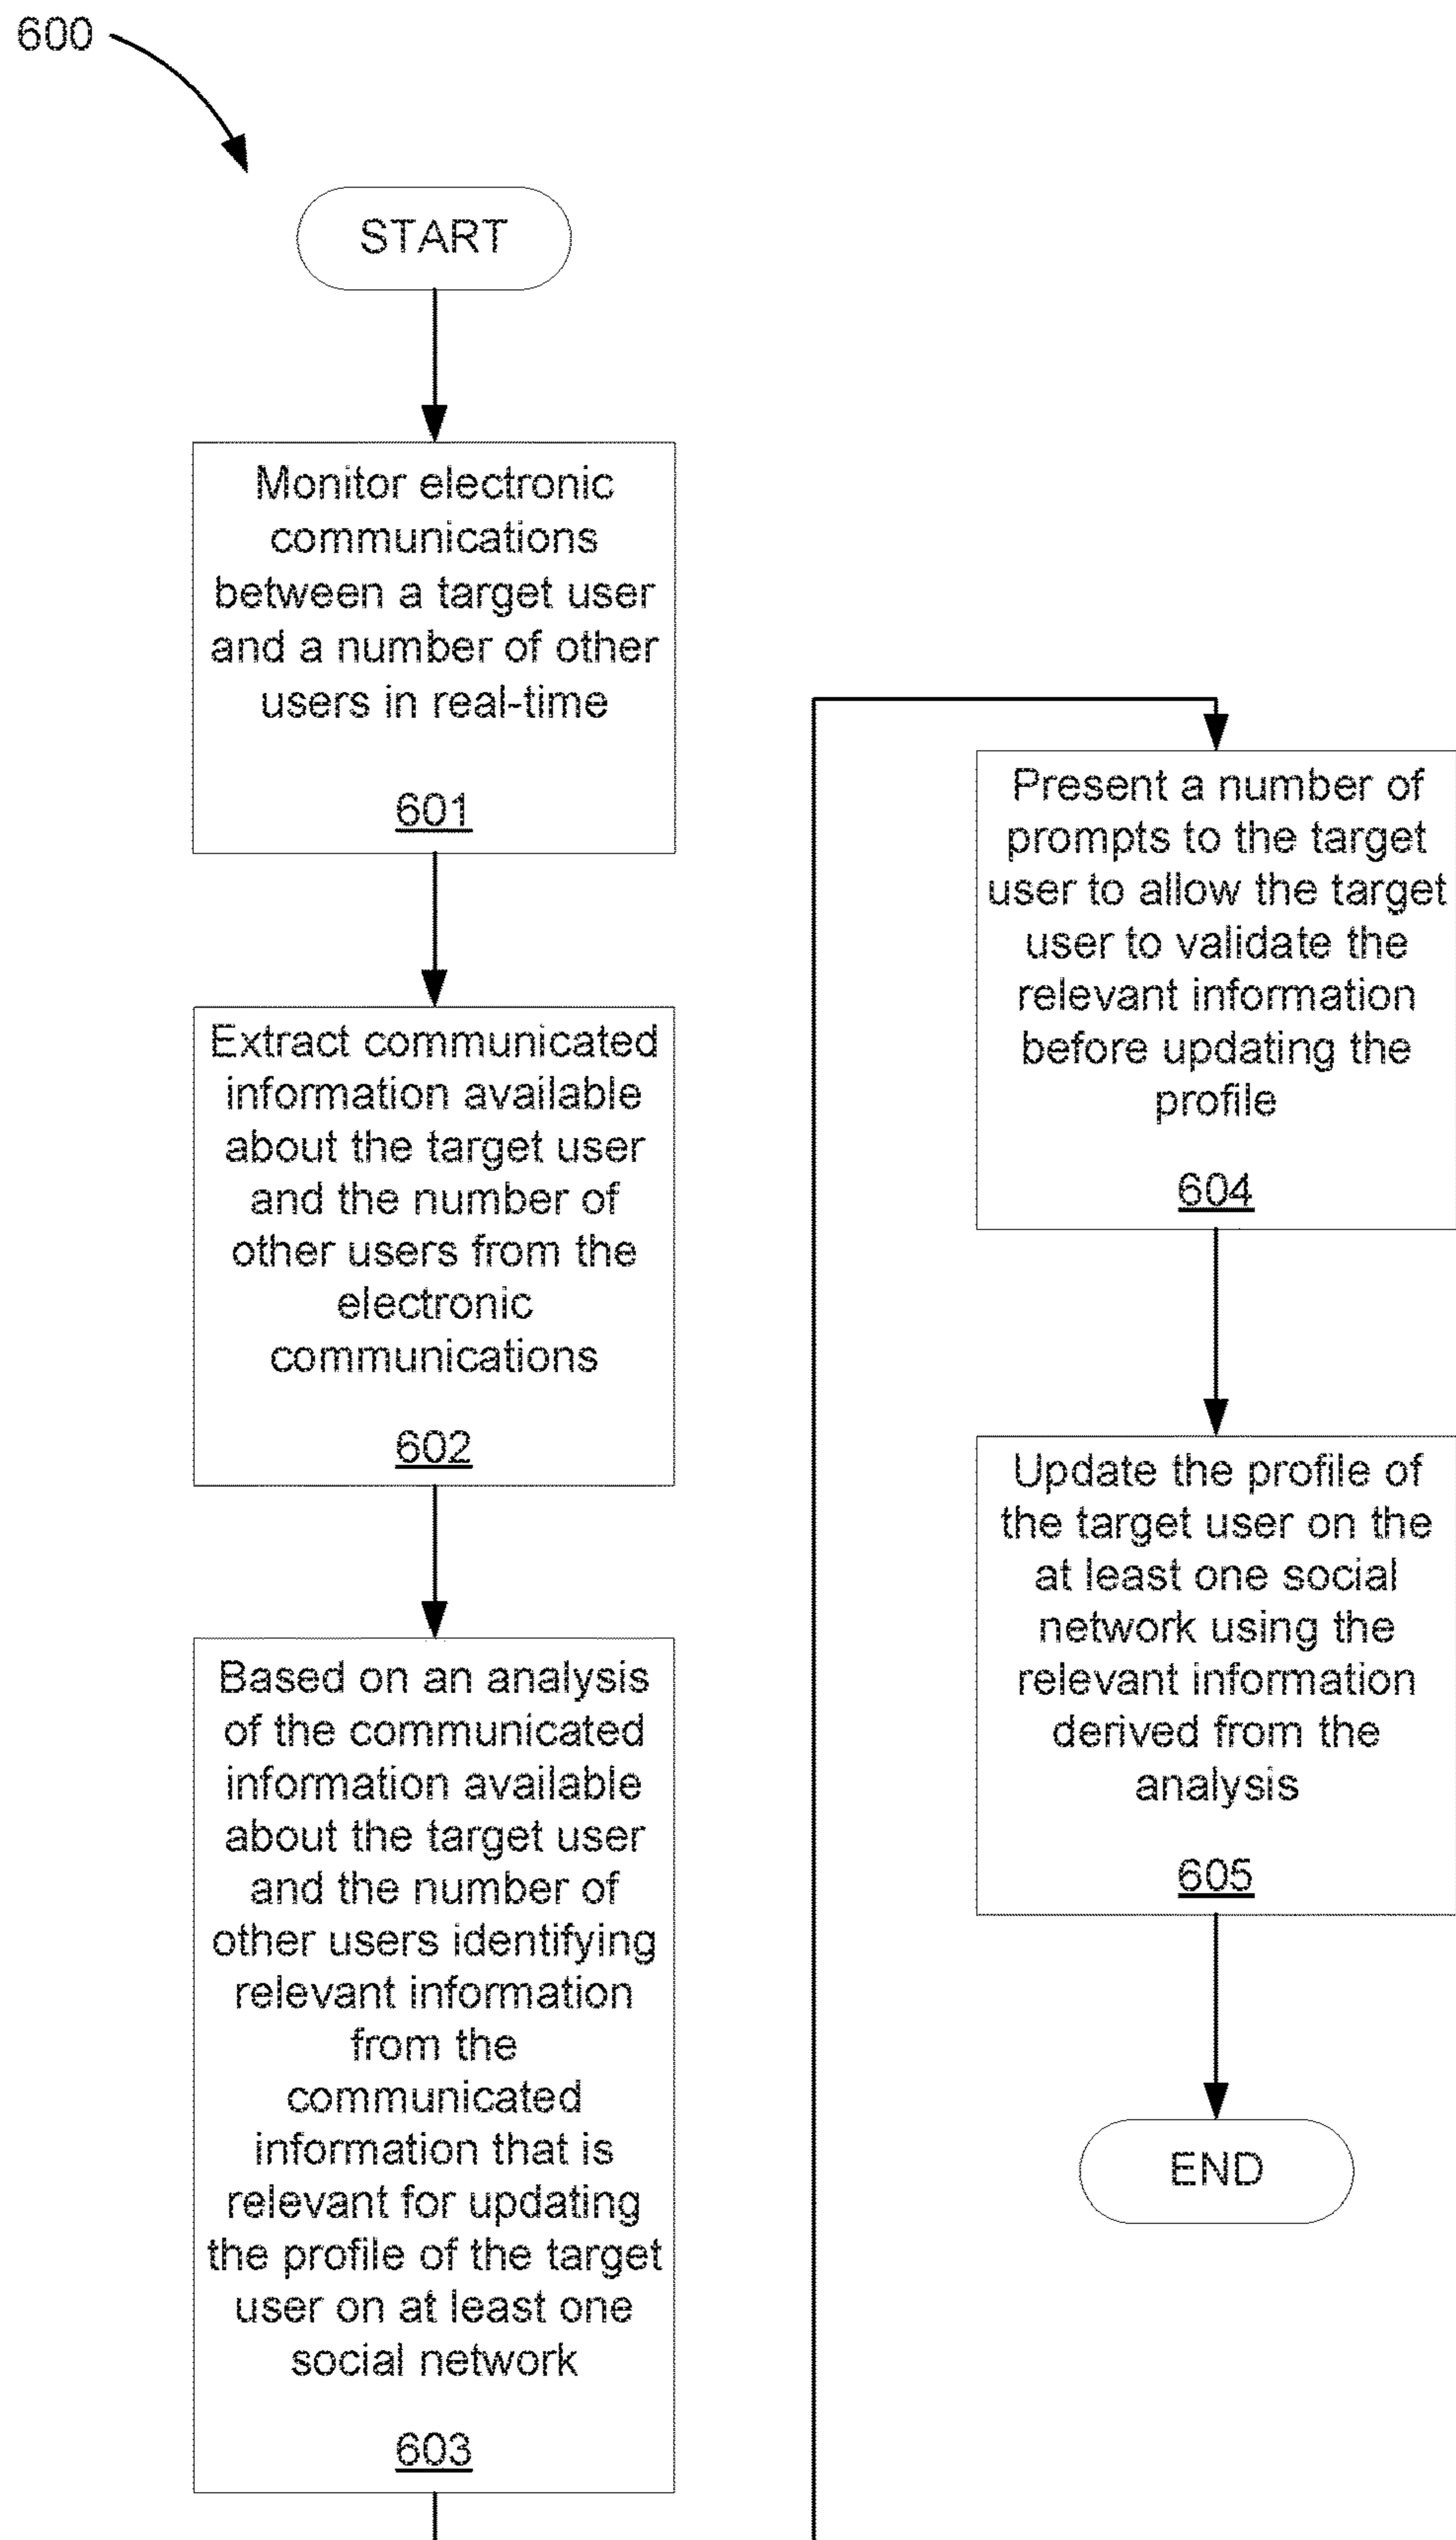 600
START
Monitor electronic
communications
between a target user
and a number of other
users in real-time
601
Extract communicated
information available
about the target user
and the number of
other users from the
electronic
communications
602
Based on an analysis
of the communicated
information available
about the target user
and the number of
other users identifying
relevant information
from the
communicated
information that is
relevant for updating
the profile of the target
user on at least one
social network
603
Present a number of
prompts to the target
user to allow the target
user to validate the
relevant information
before updating the
profile
604
Update the profile of
the target user on the
at least one social
network using the
relevant information
derived from the
analysis
605
END